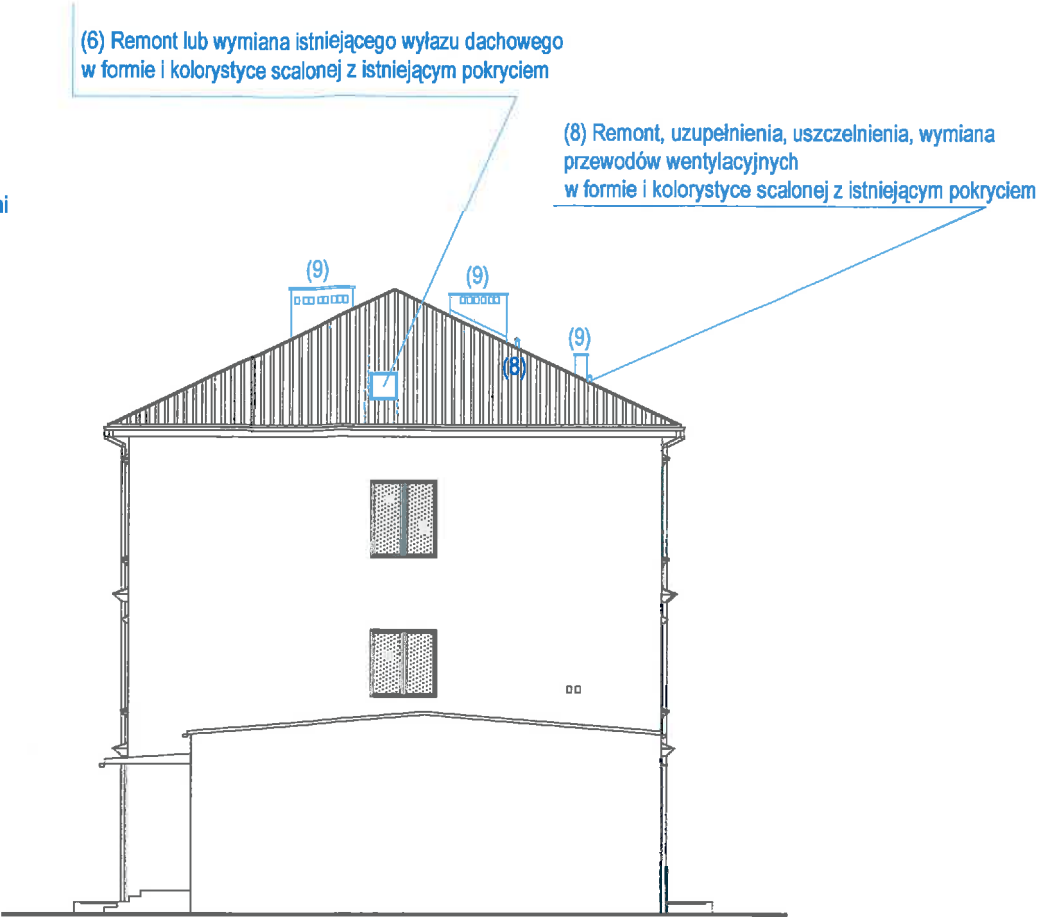 (6) Remont lub wymiana istniejącego wyłazu dachowego
w formie i kolorystyce scalonej z istniejącym pokryciem
(8) Remont, uzupełnienia, uszczelnienia, wymiana
przewodów wentylacyjnych
w formie i kolorystyce scalonej z istniejącym pokryciem
ni
(9)
(9)
(9)
(8)